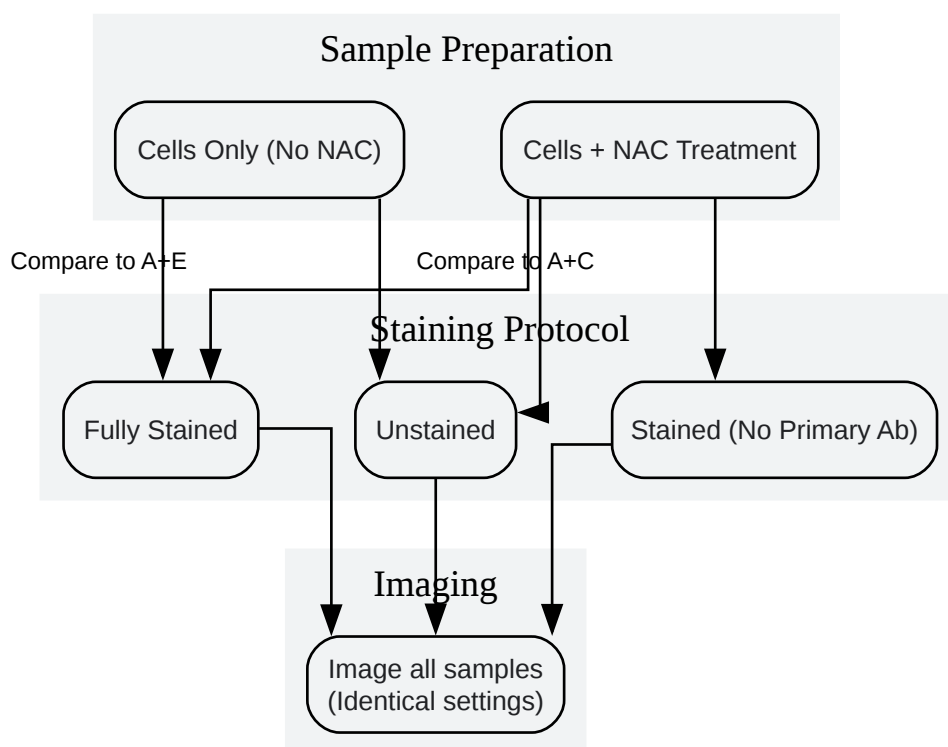 Sample Preparation
Cells Only (No NAC)
Cells + NAC Treatment
Compare to A+E
Compare to A+C
Staining Protocol
Fully Stained
Unstained
Stained (No Primary Ab)
Imaging
Image all samples
(Identical settings)